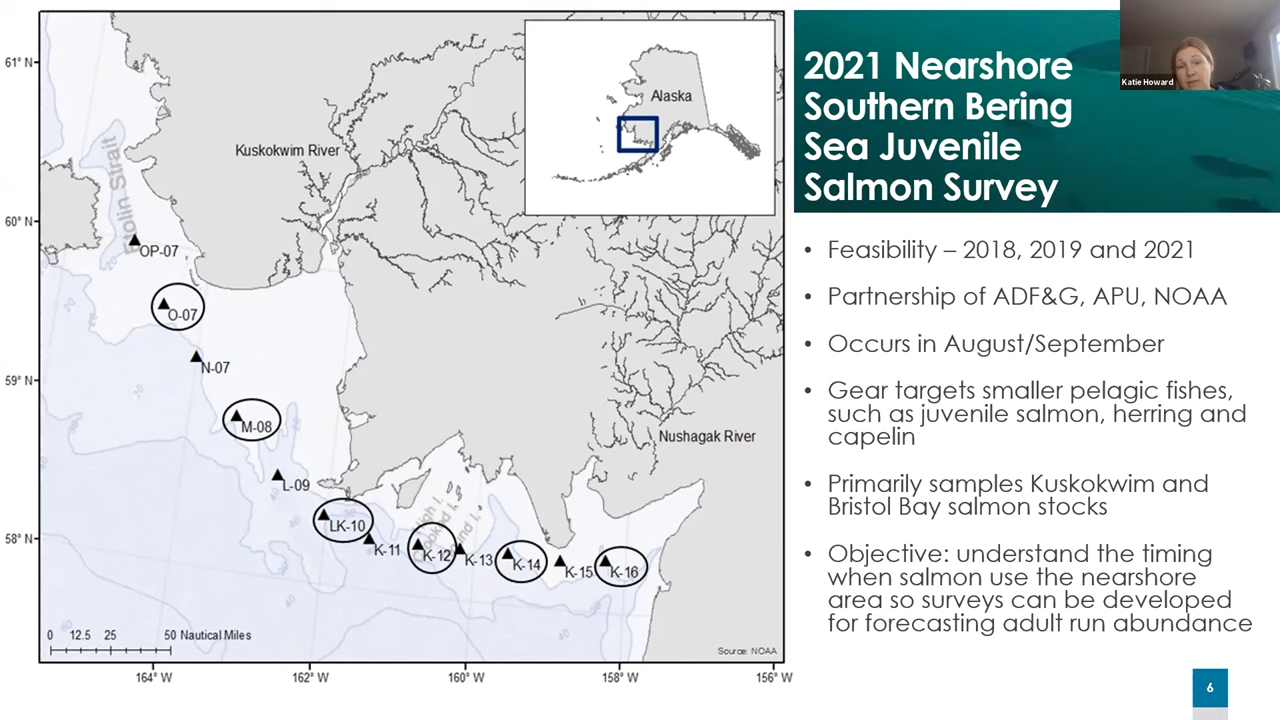 2021 Nearshore
Southern Bering
Sea Juvenile
Salmon Survey
Katie Howard
• Feasibility – 2018, 2019 and 2021
• Partnership of ADF&G, APU, NOAA
• Occurs in August/September
• Gear targets smaller pelagic fishes,
such as juvenile salmon, herring and
capelin
• Primarily samples Kuskokwim and
Bristol Bay salmon stocks
• Objective: understand the timing
when salmon use the nearshore
area so surveys can be developed
for forecasting adult run abundance
6
61° N
60° N
59° N
58° N
164° W
162° W
160° W
158° W
156° W
Alaska
Kuskokwim River
Etolin Strait
OP-07
O-07
N-07
M-08
L-09
LK-10
K-11
K-12
K-13
K-14
K-15
K-16
Nushagak River
0 12.5 25 50 Nautical Miles
Source: NOAA